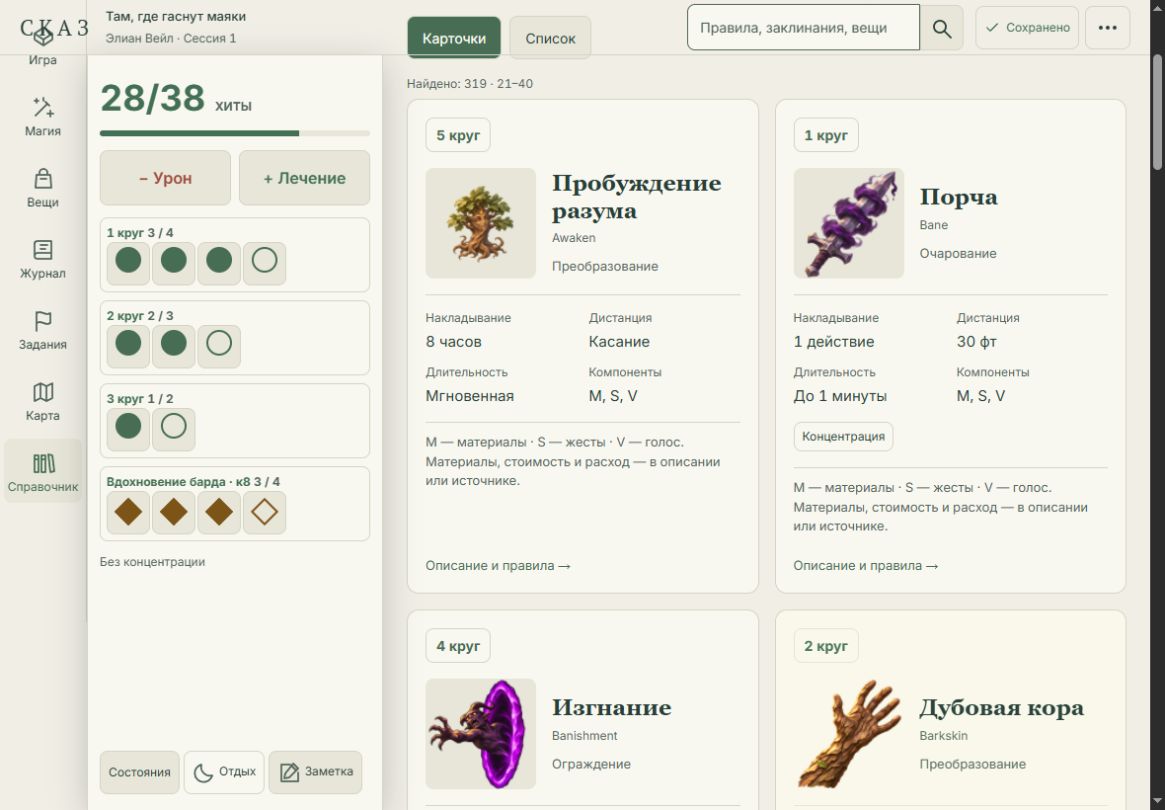 СКАЗ
Игра
Магия
Вещи
Журнал
Задания
Карта
Справочник
Там, где гаснут маяки
Элиан Вейл · Сессия 1
Карточки
Список
Правила, заклинания, вещи
Сохранено
28/38 хиты
− Урон
+ Лечение
1 круг 3 / 4
2 круг 2 / 3
3 круг 1 / 2
Вдохновение барда · к8 3 / 4
Без концентрации
Состояния
Отдых
Заметка
Найдено: 319 · 21–40
5 круг
Пробуждение
разума
Awaken
Преобразование
Накладывание
Дистанция
8 часов
Касание
Длительность
Компоненты
Мгновенная
M, S, V
M — материалы · S — жесты · V — голос.
Материалы, стоимость и расход — в описании
или источнике.
Описание и правила →
1 круг
Порча
Bane
Очарование
Накладывание
Дистанция
1 действие
30 фт
Длительность
Компоненты
До 1 минуты
M, S, V
Концентрация
M — материалы · S — жесты · V — голос.
Материалы, стоимость и расход — в описании
или источнике.
Описание и правила →
4 круг
Изгнание
Banishment
Ограждение
2 круг
Дубовая кора
Barkskin
Преобразование